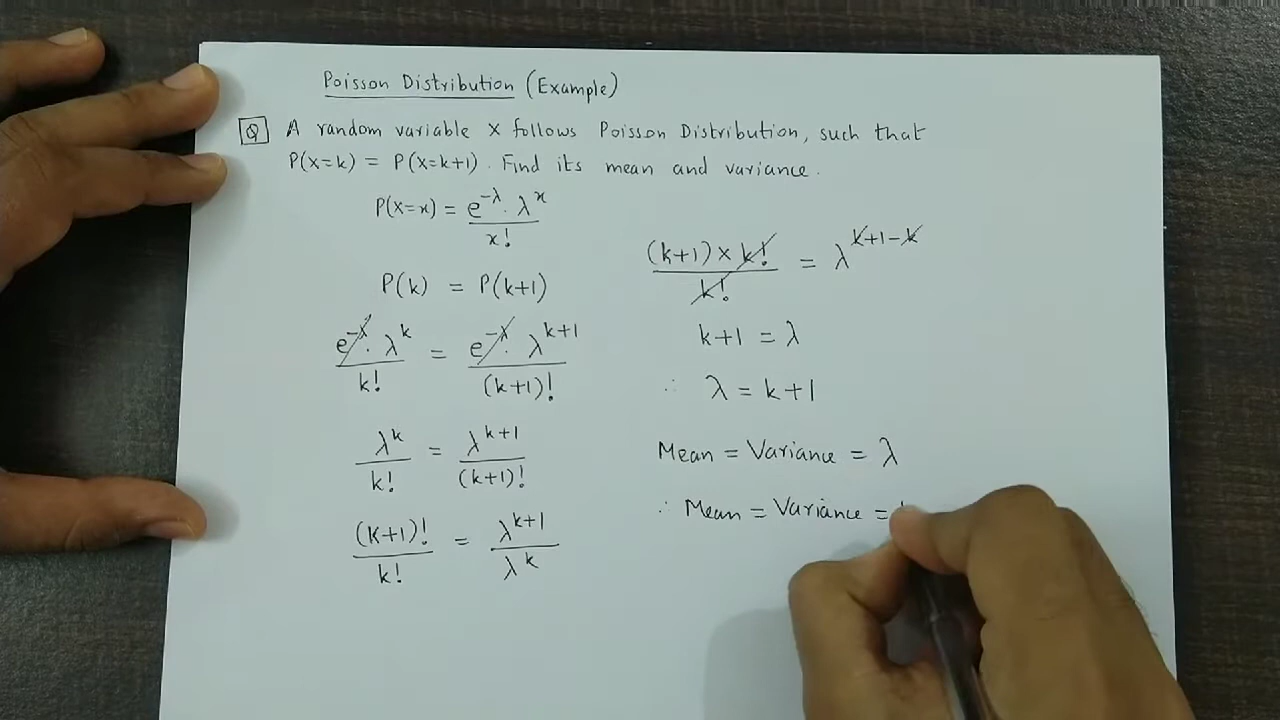 Poisson Distribution (Example)
Q A random variable X follows Poisson Distribution, such that
P(X=k) = P(X=k+1). Find its mean and variance.
P(X=x) = e^-λ . λ^x / x!
P(k) = P(k+1)
e^-λ . λ^k / k! = e^-λ . λ^k+1 / (k+1)!
λ^k / k! = λ^k+1 / (k+1)!
(k+1)! / k! = λ^k+1 / λ^k
(k+1) × k! / k! = λ^k+1-k
k+1 = λ
∴ λ = k+1
Mean = Variance = λ
∴ Mean = Variance =